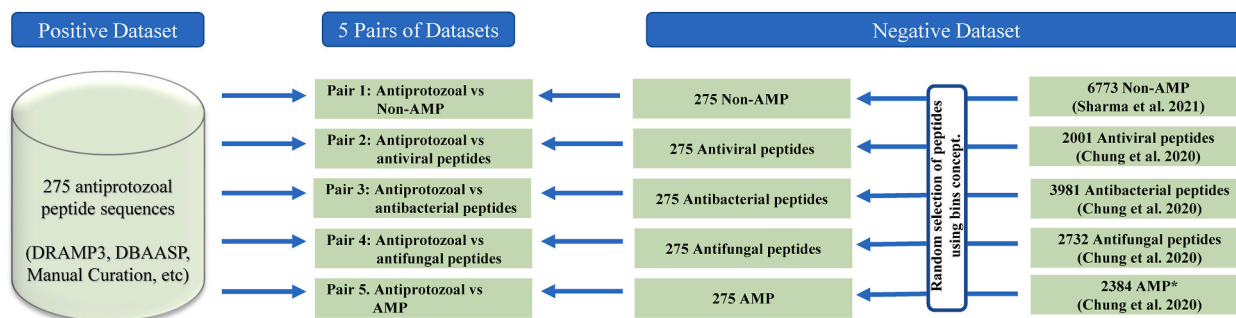 Positive Dataset
5 Pairs of Datasets
Negative Dataset
275 antiprotozoal
peptide sequences
(DRAMP3, DBAASP,
Manual Curation, etc)
Pair 1: Antiprotozoal vs
Non-AMP
Pair 2: Antiprotozoal vs
antiviral peptides
Pair 3: Antiprotozoal vs
antibacterial peptides
Pair 4: Antiprotozoal vs
antifungal peptides
Pair 5. Antiprotozoal vs
AMP
275 Non-AMP
275 Antiviral peptides
275 Antibacterial peptides
275 Antifungal peptides
275 AMP
Random selection of peptides
using bins concept.
6773 Non-AMP
(Sharma et al. 2021)
2001 Antiviral peptides
(Chung et al. 2020)
3981 Antibacterial peptides
(Chung et al. 2020)
2732 Antifungal peptides
(Chung et al. 2020)
2384 AMP*
(Chung et al. 2020)